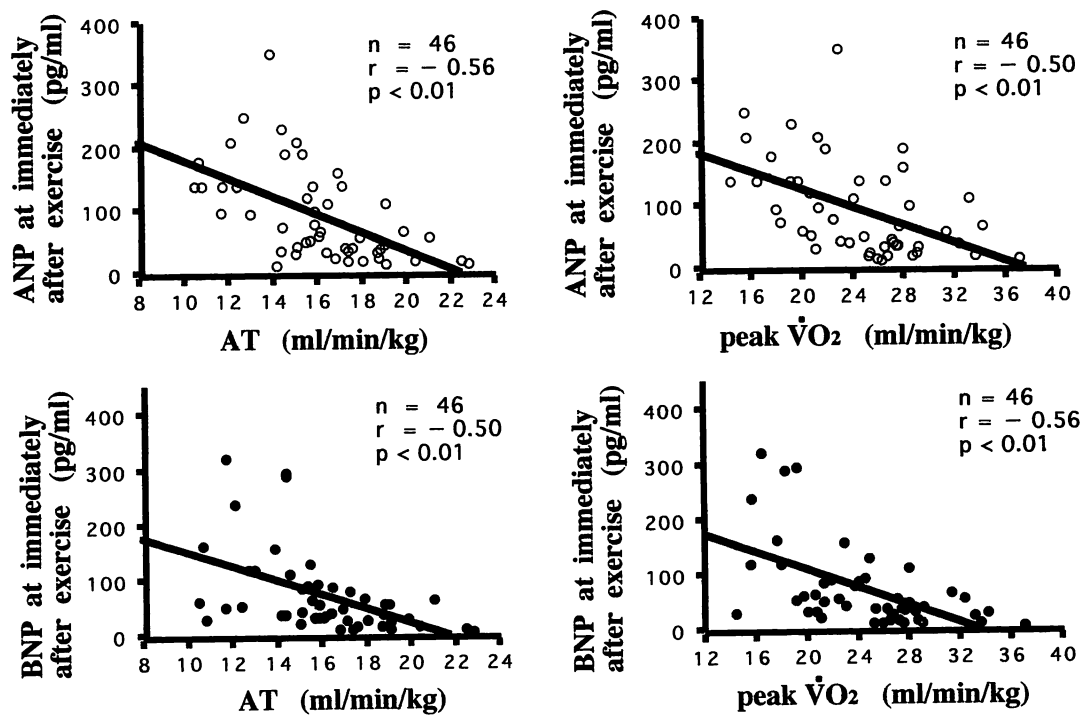 ANP at immediately
after exercise (pg/ml)
400
300
200
100
0
n = 46
r = − 0.56
p < 0.01
8 10 12 14 16 18 20 22 24
AT (ml/min/kg)
ANP at immediately
after exercise (pg/ml)
400
300
200
100
0
n = 46
r = − 0.50
p < 0.01
12 16 20 24 28 32 36 40
peak V̇O₂ (ml/min/kg)
BNP at immediately
after exercise (pg/ml)
400
300
200
100
0
n = 46
r = − 0.50
p < 0.01
8 10 12 14 16 18 20 22 24
AT (ml/min/kg)
BNP at immediately
after exercise (pg/ml)
400
300
200
100
0
n = 46
r = − 0.56
p < 0.01
12 16 20 24 28 32 36 40
peak V̇O₂ (ml/min/kg)